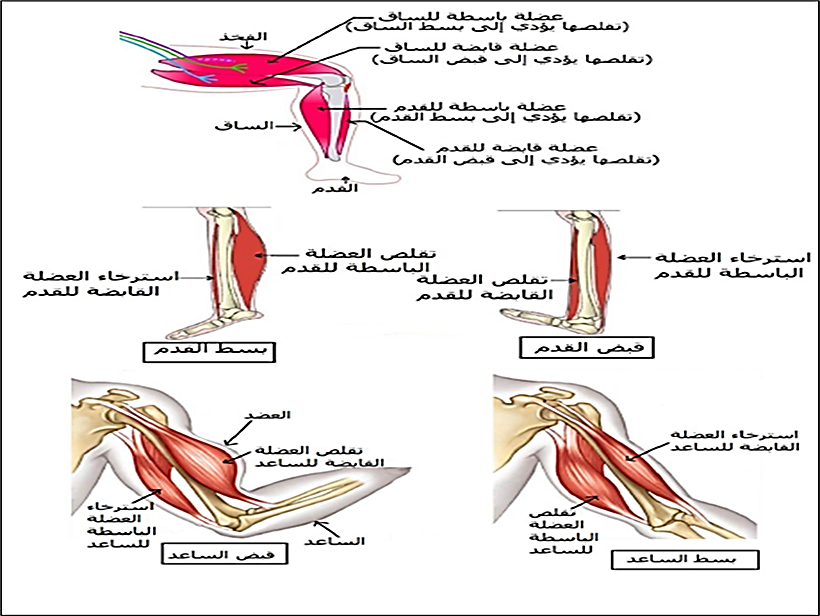 عضلة باسطة للساق
(تقلصها يؤدي إلى بسط الساق)
الفخذ
عضلة قابضة للساق
(تقلصها يؤدي إلى قبض الساق)
عضلة باسطة للقدم
(تقلصها يؤدي إلى بسط القدم)
الساق
عضلة قابضة للقدم
(تقلصها يؤدي إلى قبض القدم)
القدم
استرخاء العضلة
الباسطة للقدم
تقلص العضلة
القابضة للقدم
قبض القدم
تقلص العضلة
الباسطة للقدم
استرخاء العضلة
القابضة للقدم
بسط القدم
استرخاء العضلة
القابضة للساعد
تقلص
العضلة
الباسطة
للساعد
بسط الساعد
العضد
تقلص العضلة
القابضة للساعد
استرخاء
العضلة
الباسطة
للساعد
الساعد
قبض الساعد